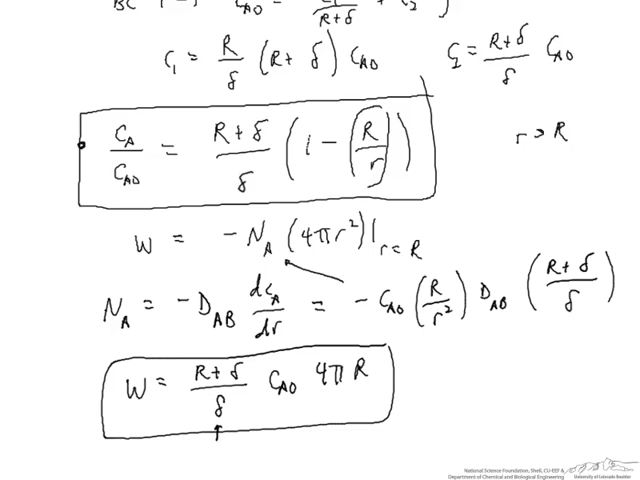 C₁ = R/δ (R + δ) C_A0    C₂ = (R + δ)/δ C_A0
C_A/C_A0 = (R + δ)/δ (1 − (R/r))    r → R
W = − N_A (4πr²)|_{r = R}
N_A = − D_AB dC_A/dr = − C_A0 (R/r²) D_AB ((R + δ)/δ)
W = (R + δ)/δ C_A0 4π R
National Science Foundation, Shell, CU-EEF &
Department of Chemical and Biological Engineering
University of Colorado Boulder